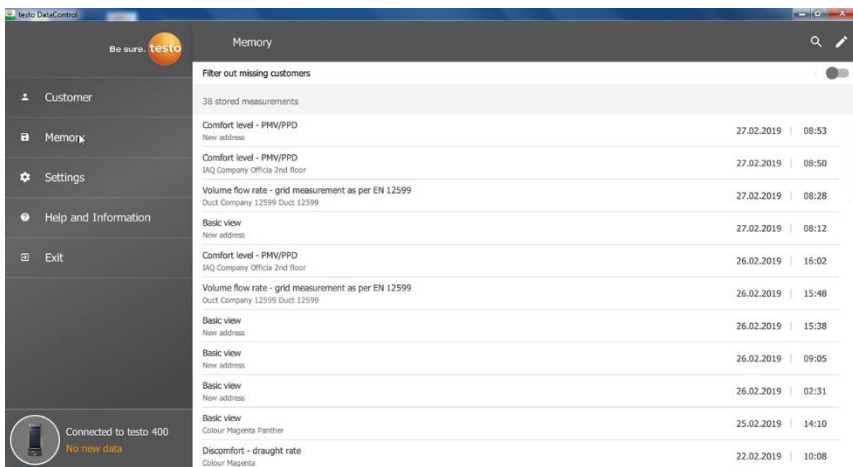 testo DataControl
Be sure. testo
Customer
Memory
Settings
Help and Information
Exit
Connected to testo 400
No new data
Memory
Filter out missing customers
38 stored measurements
Comfort level - PMV/PPD
New address
27.02.2019 | 08:53
Comfort level - PMV/PPD
IAQ Company Officia 2nd floor
27.02.2019 | 08:50
Volume flow rate - grid measurement as per EN 12599
Duct Company 12599 Duct 12599
27.02.2019 | 08:28
Basic view
New address
27.02.2019 | 08:12
Comfort level - PMV/PPD
IAQ Company Officia 2nd floor
26.02.2019 | 16:02
Volume flow rate - grid measurement as per EN 12599
Duct Company 12599 Duct 12599
26.02.2019 | 15:48
Basic view
New address
26.02.2019 | 15:38
Basic view
New address
26.02.2019 | 09:05
Basic view
New address
26.02.2019 | 02:31
Basic view
Colour Magenta Panther
25.02.2019 | 14:10
Discomfort - draught rate
Colour Magenta
22.02.2019 | 10:08